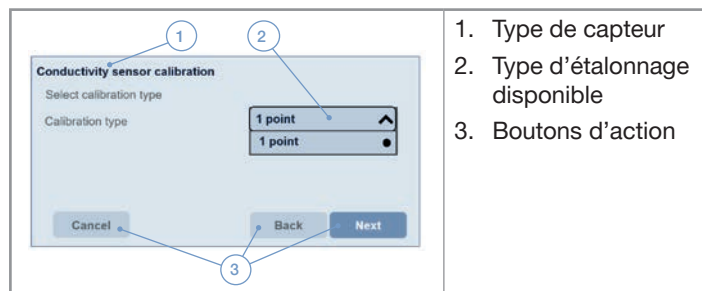 1
2
Conductivity sensor calibration
Select calibration type
Calibration type
1 point
1 point
Cancel
Back
Next
3
1. Type de capteur
2. Type d’étalonnage
disponible
3. Boutons d’action